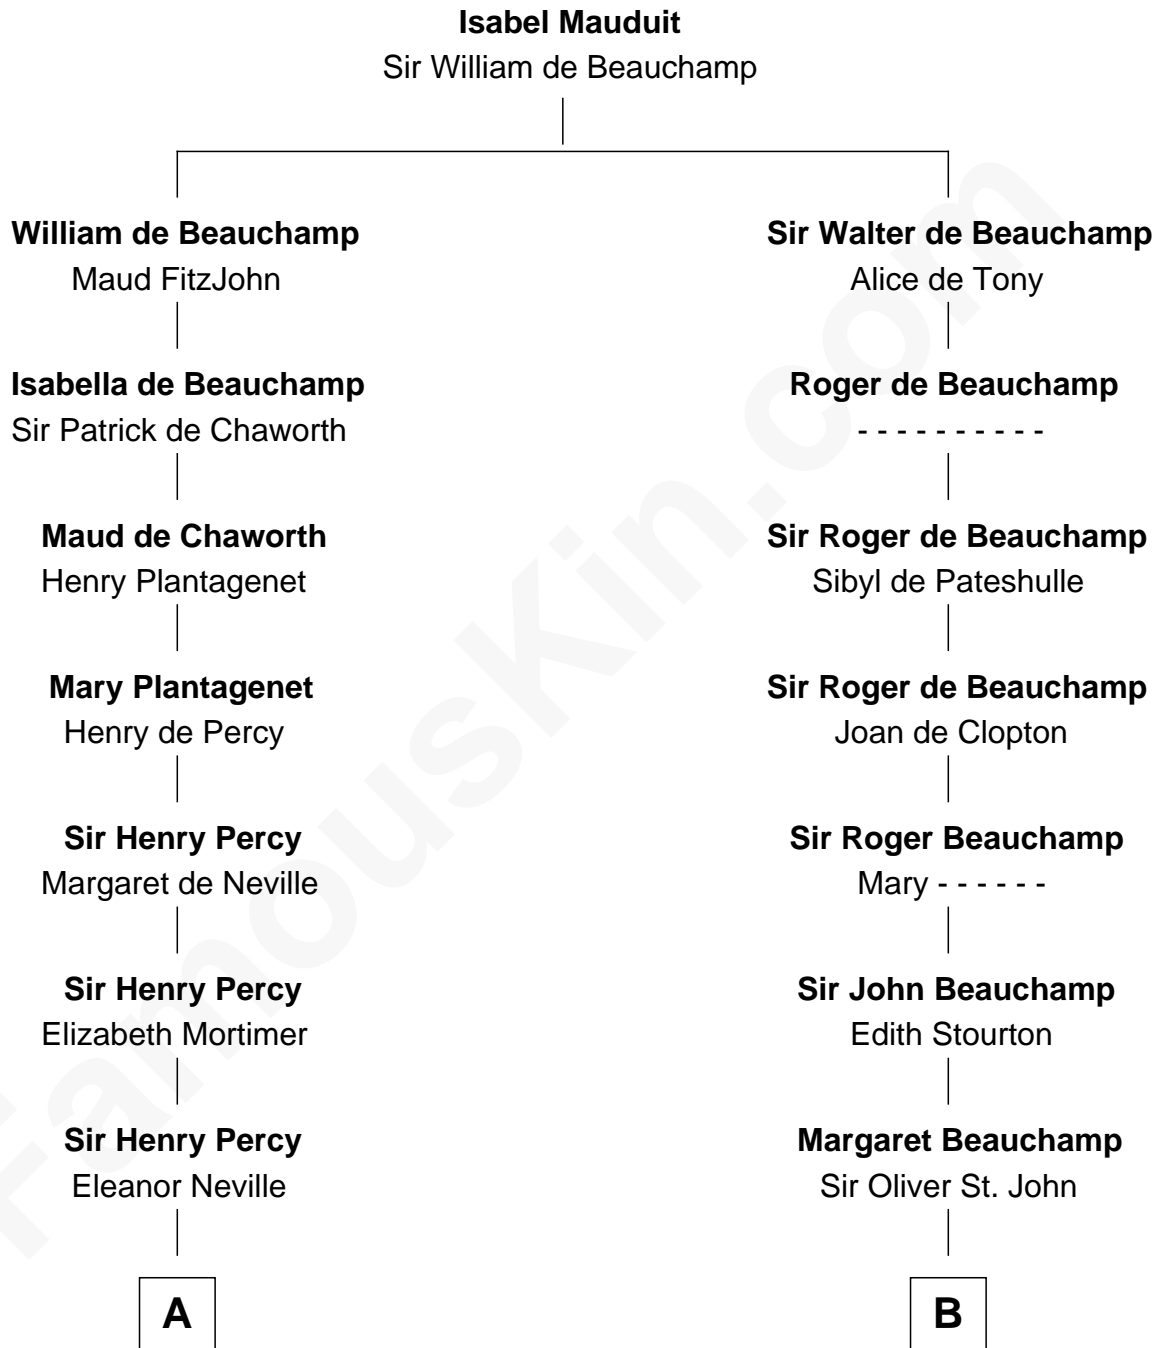 Isabel Mauduit
Sir William de Beauchamp
William de Beauchamp
Maud FitzJohn
Sir Walter de Beauchamp
Alice de Tony
Isabella de Beauchamp
Sir Patrick de Chaworth
Roger de Beauchamp
- - - - - - - - - -
Maud de Chaworth
Henry Plantagenet
Sir Roger de Beauchamp
Sibyl de Pateshulle
Mary Plantagenet
Henry de Percy
Sir Roger de Beauchamp
Joan de Clopton
Sir Henry Percy
Margaret de Neville
Sir Roger Beauchamp
Mary - - - - - -
Sir Henry Percy
Elizabeth Mortimer
Sir John Beauchamp
Edith Stourton
Sir Henry Percy
Eleanor Neville
Margaret Beauchamp
Sir Oliver St. John
A
B
FamousKin.com